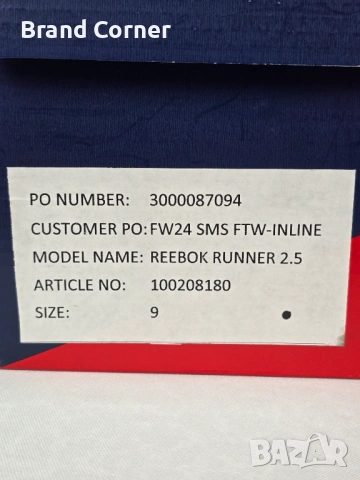 Brand Corner
PO NUMBER: 3000087094
CUSTOMER PO: FW24 SMS FTW-INLINE
MODEL NAME: REEBOK RUNNER 2.5
ARTICLE NO: 100208180
SIZE: 9
BAZAR